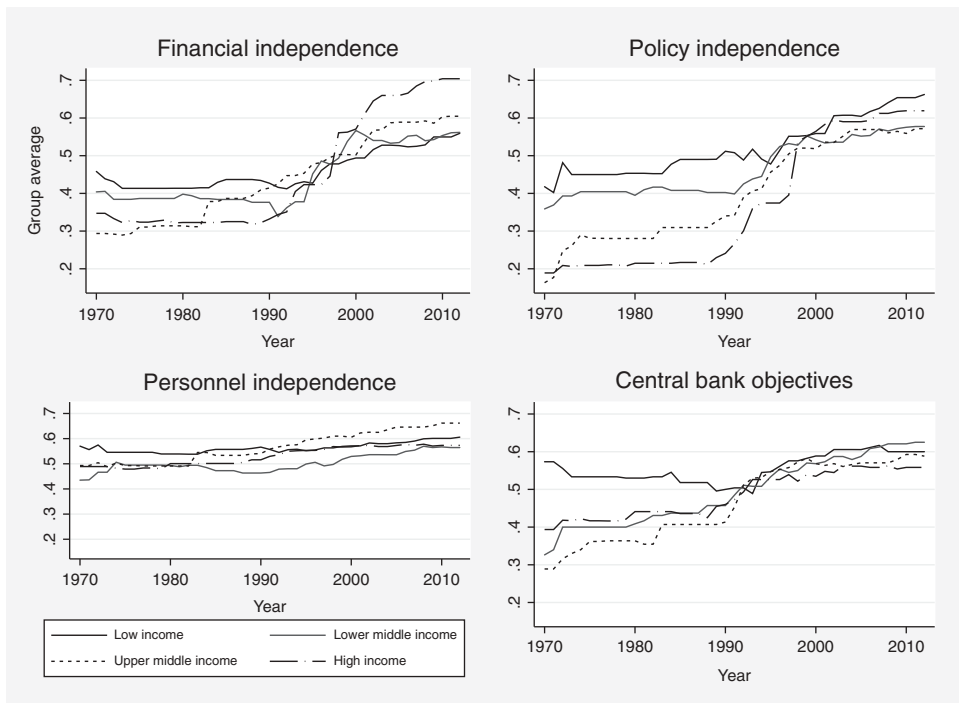 Financial independence
Group average
.7
.6
.5
.4
.3
.2
1970 1980 1990 2000 2010
Year
Policy independence
.7
.6
.5
.4
.3
.2
1970 1980 1990 2000 2010
Year
Personnel independence
.7
.6
.5
.4
.3
.2
1970 1980 1990 2000 2010
Year
Central bank objectives
.7
.6
.5
.4
.3
.2
1970 1980 1990 2000 2010
Year
Low income Lower middle income
Upper middle income High income